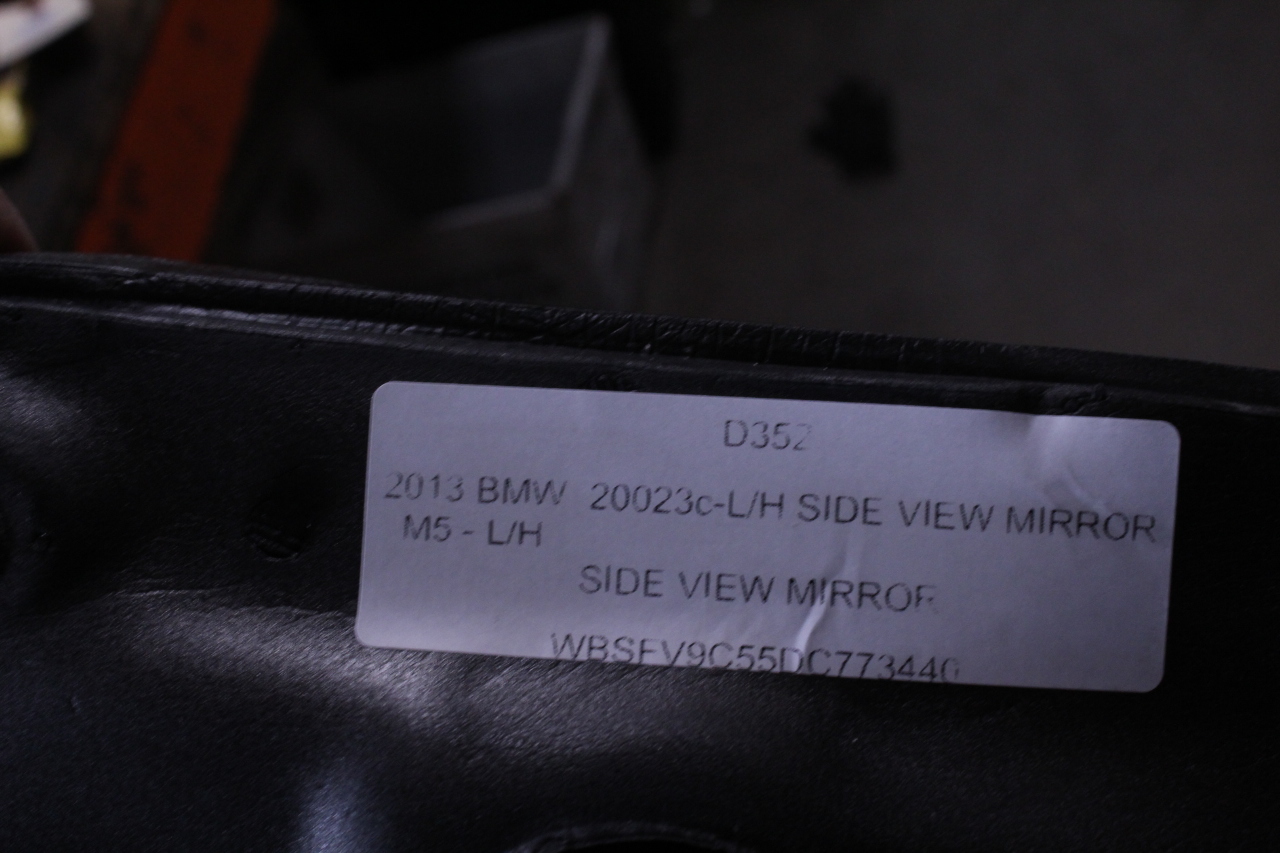 D352
2013 BMW 20023c-L/H SIDE VIEW MIRROR
M5 - L/H
SIDE VIEW MIRROR
WBSFV9C55DC773440